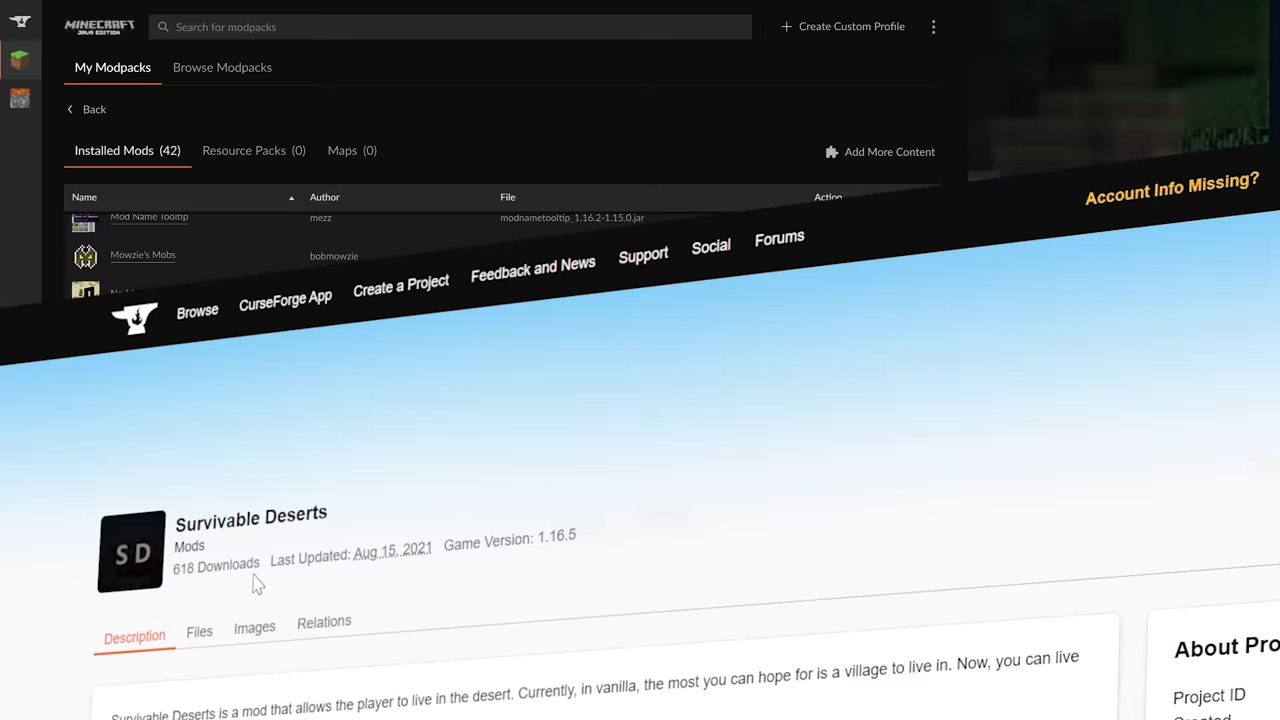 MINECRAFT
JAVA EDITION
Search for modpacks
Create Custom Profile
My Modpacks
Browse Modpacks
Back
Installed Mods (42)
Resource Packs (0)
Maps (0)
Add More Content
Name
Author
File
Action
Mod Name Tooltip
mezz
modnametooltip_1.16.2-1.15.0.jar
Mowzie's Mobs
bobmowzie
Account Info Missing?
Browse
CurseForge App
Create a Project
Feedback and News
Support
Social
Forums
SD
Survivable Deserts
Mods
618 Downloads Last Updated: Aug 15, 2021 Game Version: 1.16.5
Description
Files
Images
Relations
Survivable Deserts is a mod that allows the player to live in the desert. Currently, in vanilla, the most you can hope for is a village to live in. Now, you can live
About Pro
Project ID
Created